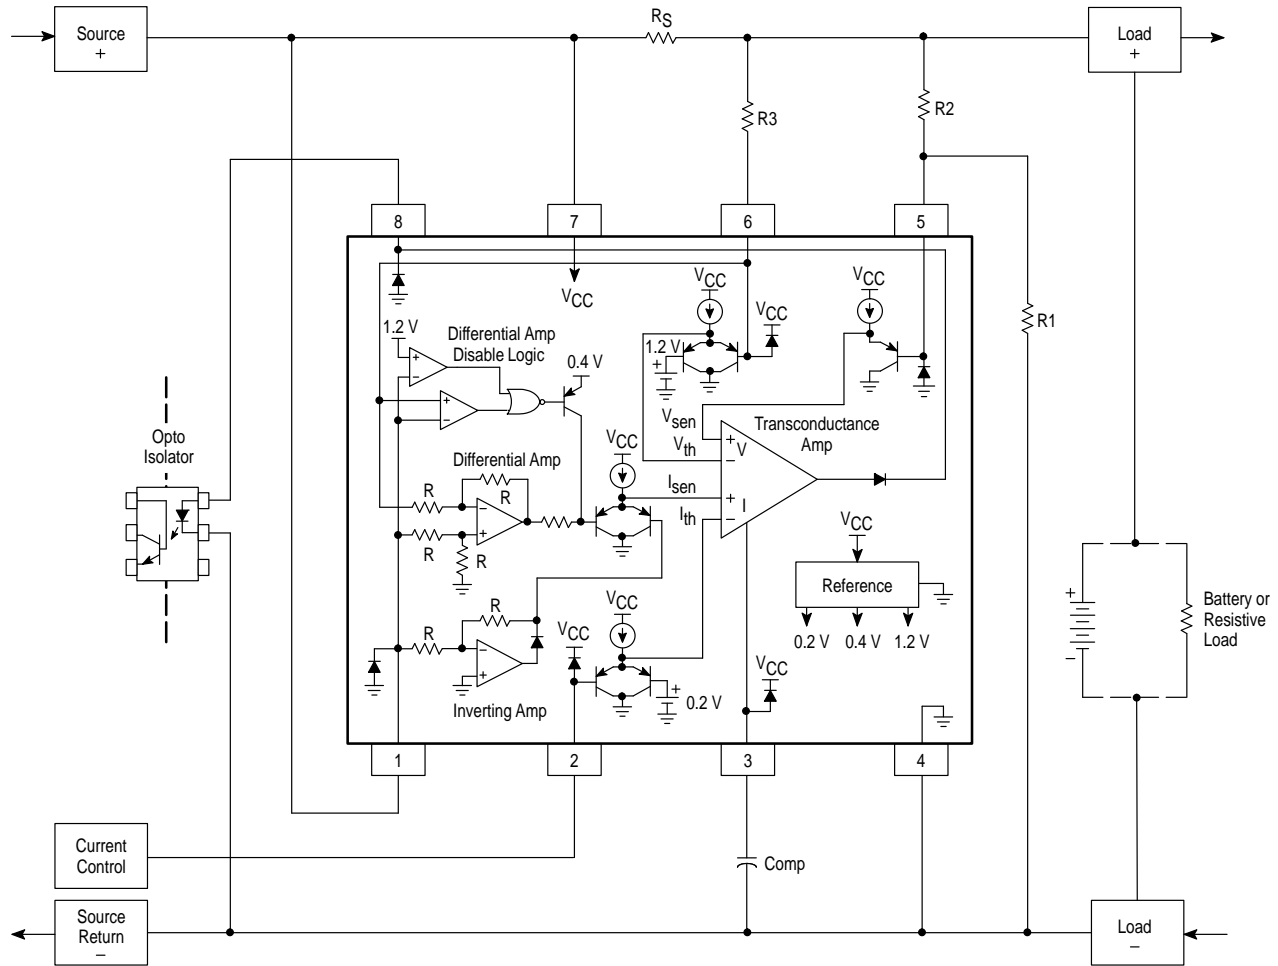 Source
+
RS
Load
+
R3
R2
8
7
6
5
VCC
VCC
VCC
VCC
1.2 V
Differential Amp
Disable Logic
0.4 V
1.2 V
+
R1
+
−
+
−
Vsen
Vth
Transconductance
Amp
+
V
−
Opto
Isolator
Differential Amp
VCC
Isen
Ith
+
I
−
R
R
−
+
R
R
VCC
Reference
0.2 V
0.4 V
1.2 V
+
−
Battery or
Resistive
Load
R
R
VCC
VCC
−
+
+
0.2 V
VCC
Inverting Amp
1
2
3
4
Current
Control
Comp
Source
Return
−
Load
−